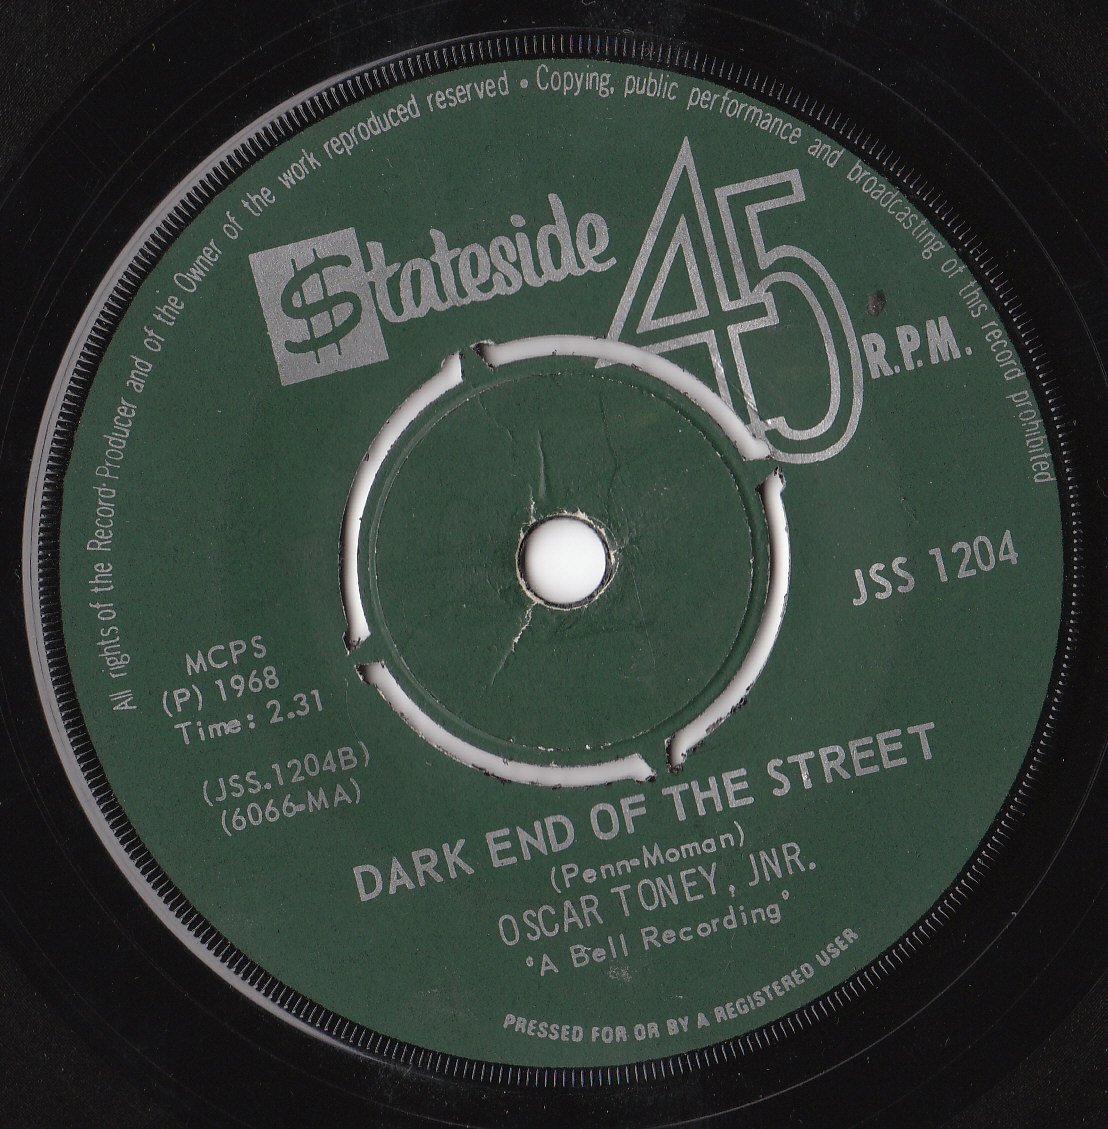 All rights of the Record Producer and of the Owner of the work reproduced reserved • Copying, public performance and broadcasting of this record prohibited
$tateside
45
R.P.M.
JSS 1204
MCPS
(P) 1968
Time: 2.31
(JSS.1204B)
(6066-MA)
DARK END OF THE STREET
(Penn-Moman)
OSCAR TONEY, JNR.
"A Bell Recording"
PRESSED FOR OR BY A REGISTERED USER